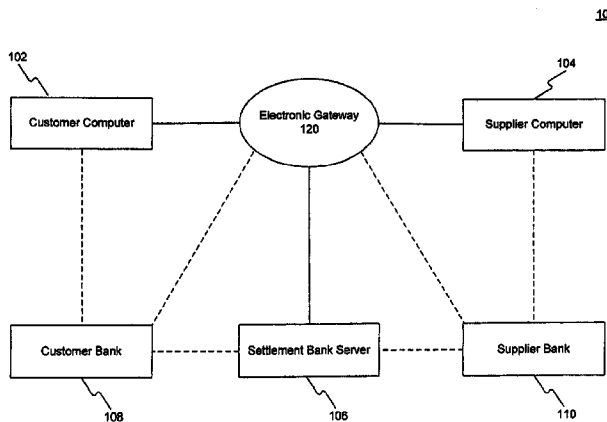 10
102
104
Customer Computer
Electronic Gateway
120
Supplier Computer
Customer Bank
Settlement Bank Server
Supplier Bank
108
106
110